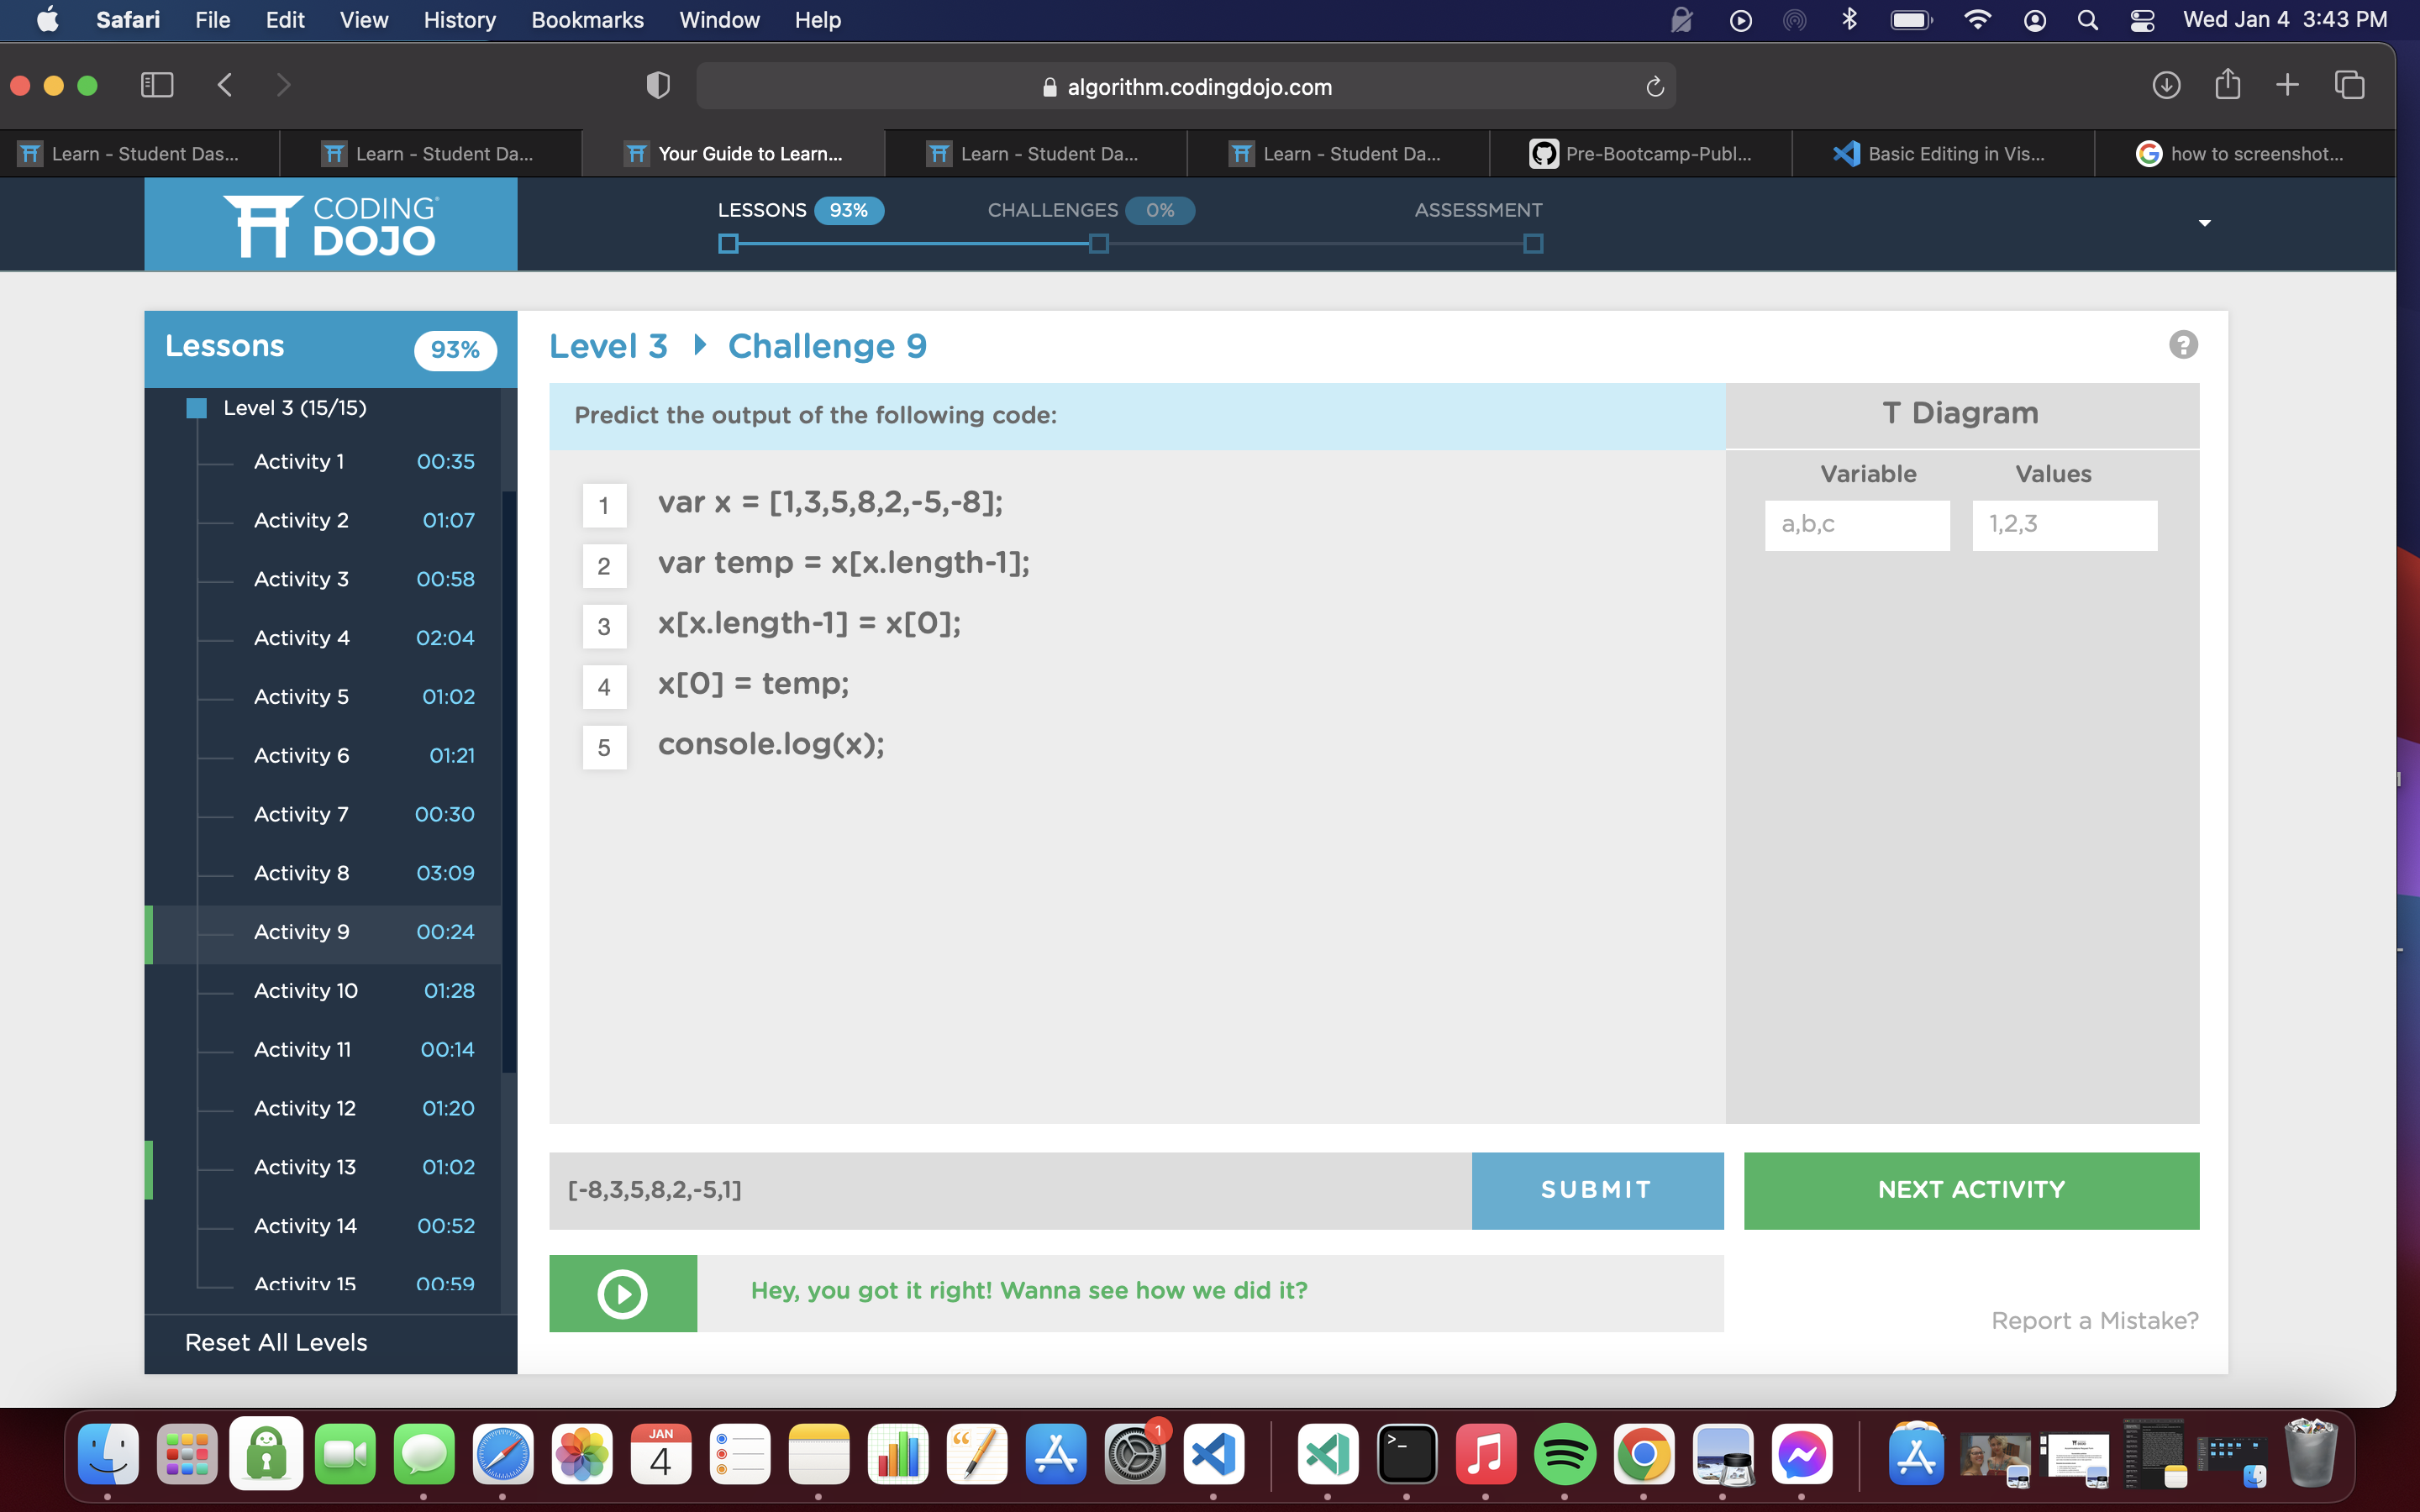 Safari File Edit View History Bookmarks Window Help Wed Jan 4 3:43 PM
algorithm.codingdojo.com
Learn - Student Das... Learn - Student Da... Your Guide to Learn... Learn - Student Da... Learn - Student Da... Pre-Bootcamp-Publ... Basic Editing in Vis... how to screenshot...
CODING DOJO
LESSONS 93% CHALLENGES 0% ASSESSMENT
Lessons 93%
Level 3 (15/15)
Activity 1 00:35
Activity 2 01:07
Activity 3 00:58
Activity 4 02:04
Activity 5 01:02
Activity 6 01:21
Activity 7 00:30
Activity 8 03:09
Activity 9 00:24
Activity 10 01:28
Activity 11 00:14
Activity 12 01:20
Activity 13 01:02
Activity 14 00:52
Activity 15 00:59
Reset All Levels
Level 3 Challenge 9
?
Predict the output of the following code:
1 var x = [1,3,5,8,2,-5,-8];
2 var temp = x[x.length-1];
3 x[x.length-1] = x[0];
4 x[0] = temp;
5 console.log(x);
T Diagram
Variable Values
a,b,c 1,2,3
[-8,3,5,8,2,-5,1] SUBMIT NEXT ACTIVITY
Hey, you got it right! Wanna see how we did it?
Report a Mistake?
JAN
4
1